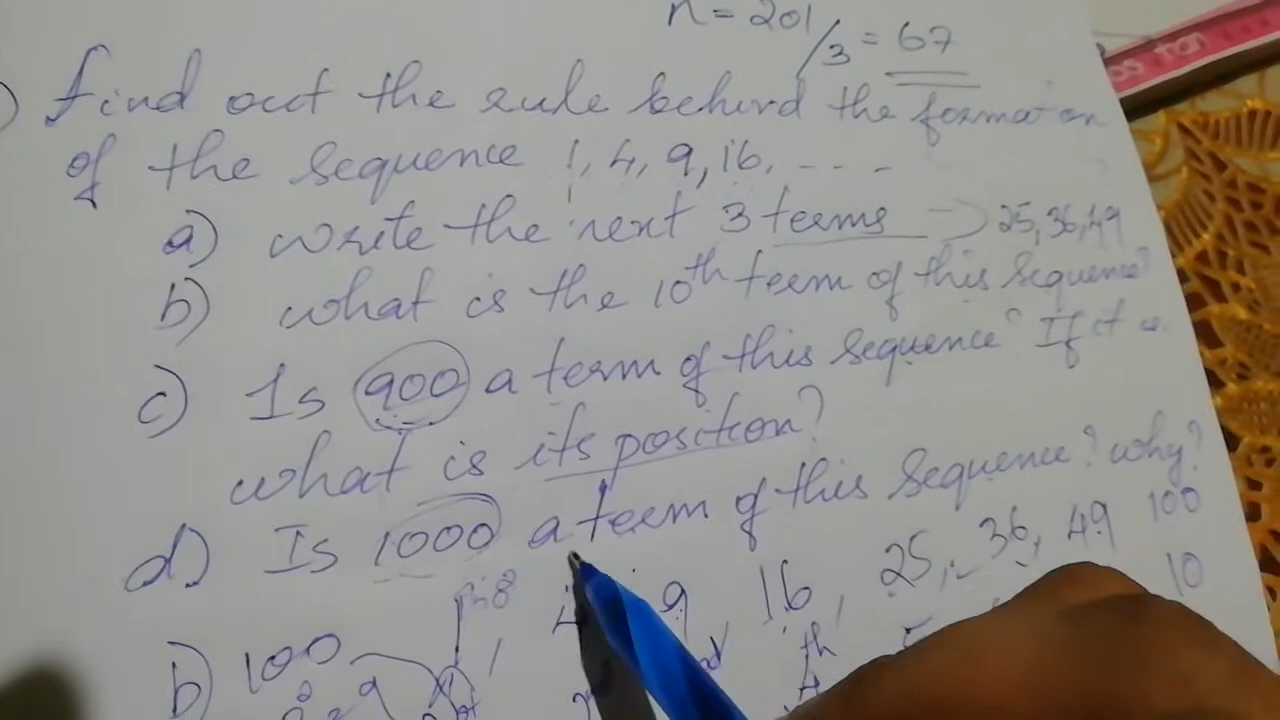 n = 201/3 = 67
) Find out the rule behind the formation
of the sequence 1, 4, 9, 16, - - - -
a) write the next 3 terms → 25, 36, 49
b) what is the 10th term of this sequence?
c) Is 900 a term of this sequence? If it is
what is its position?
d) Is 1000 a term of this sequence? why?
9 16, 25, 36, 49 100
b) 100 1 th 10